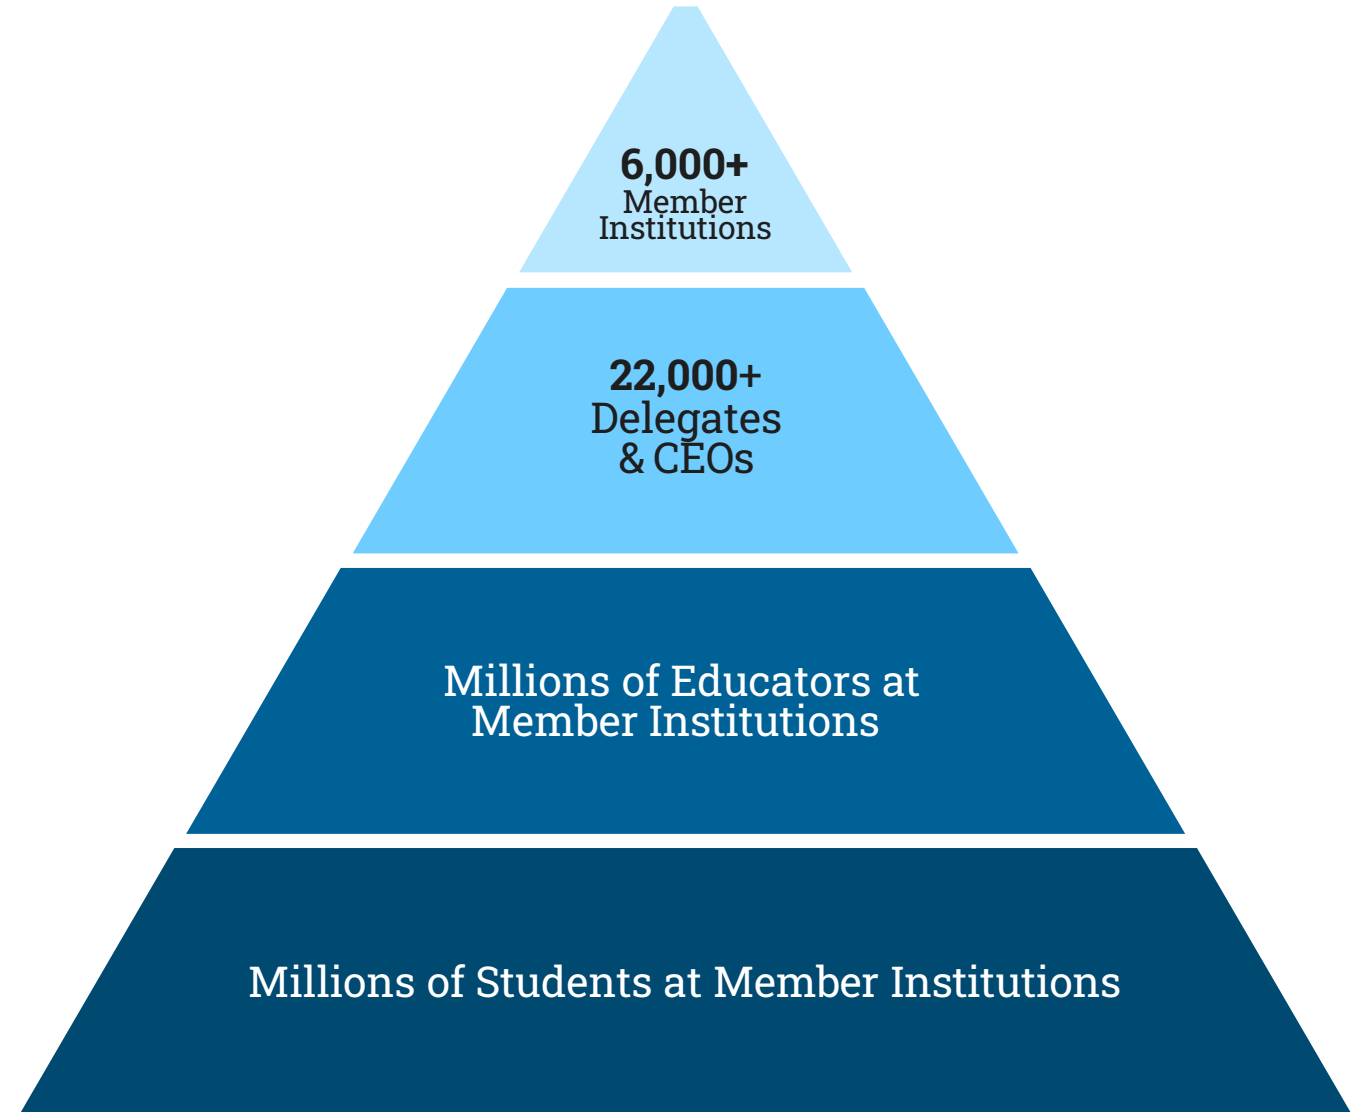 6,000+
Member
Institutions
22,000+
Delegates
& CEOs
Millions of Educators at
Member Institutions
Millions of Students at Member Institutions